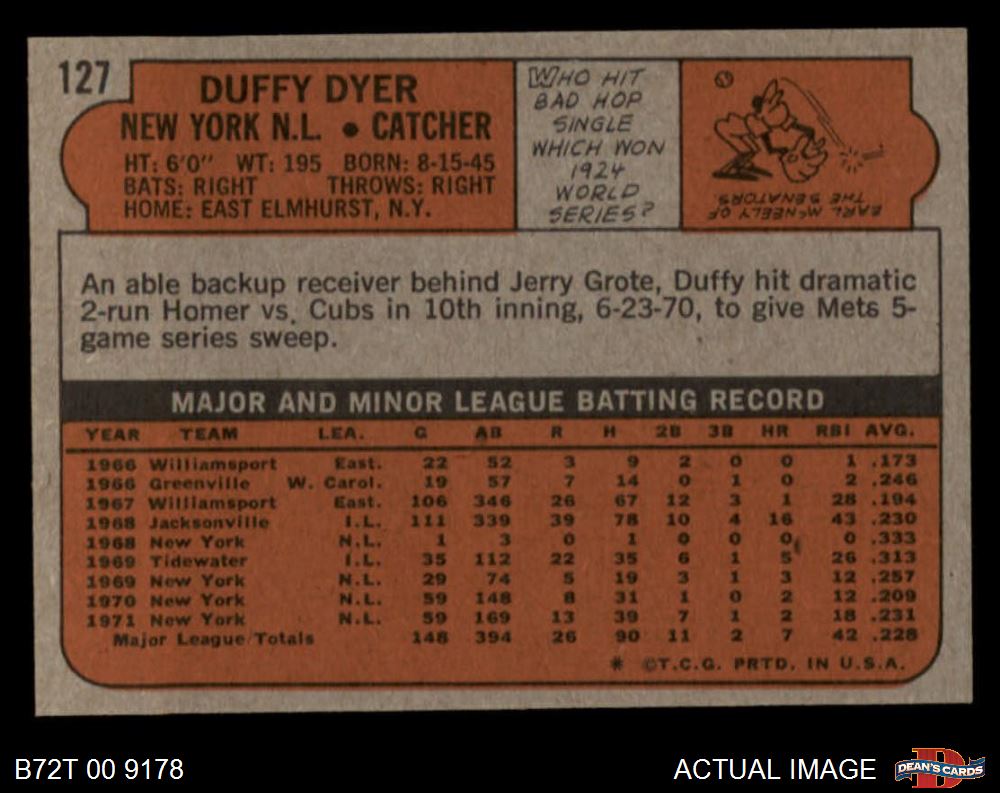 127
DUFFY DYER
NEW YORK N.L. • CATCHER
HT: 6'0" WT: 195 BORN: 8-15-45
BATS: RIGHT THROWS: RIGHT
HOME: EAST ELMHURST, N.Y.
WHO HIT
BAD HOP
SINGLE
WHICH WON
1924
WORLD
SERIES?
EARL McNEELY OF
THE SENATORS.
An able backup receiver behind Jerry Grote, Duffy hit dramatic
2-run Homer vs. Cubs in 10th inning, 6-23-70, to give Mets 5-
game series sweep.
MAJOR AND MINOR LEAGUE BATTING RECORD
YEAR TEAM LEA. G AB R H 2B 3B HR RBI AVG.
1966 Williamsport East. 22 52 3 9 2 0 0 1 .173
1966 Greenville W. Carol. 19 57 7 14 0 1 0 2 .246
1967 Williamsport East. 106 346 26 67 12 3 1 28 .194
1968 Jacksonville I.L. 111 339 39 78 10 4 16 43 .230
1968 New York N.L. 1 3 0 1 0 0 0 0 .333
1969 Tidewater I.L. 35 112 22 35 6 1 5 26 .313
1969 New York N.L. 29 74 5 19 3 1 3 12 .257
1970 New York N.L. 59 148 8 31 1 0 2 12 .209
1971 New York N.L. 59 169 13 39 7 1 2 18 .231
Major League Totals 148 394 26 90 11 2 7 42 .228
* ©T.C.G. PRTD. IN U.S.A.
B72T 00 9178
ACTUAL IMAGE
DEAN'S CARDS